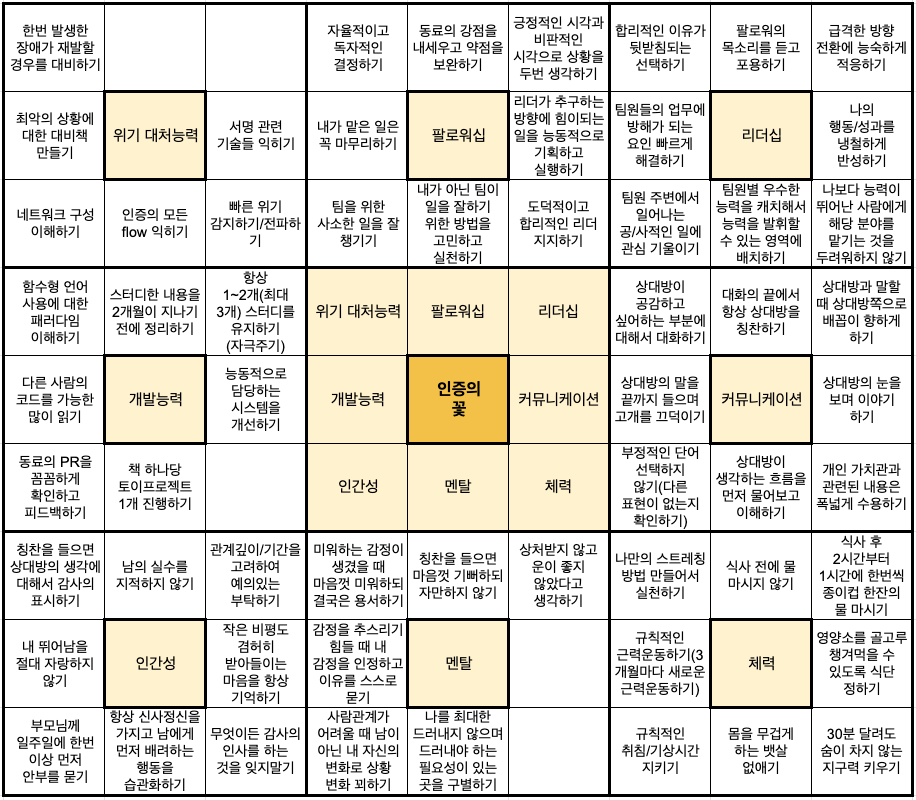 한번 발생한
장애가 재발할
경우를 대비하기
자율적이고
독자적인
결정하기
동료의 강점을
내세우고 약점을
보완하기
긍정적인 시각과
비판적인
시각으로 상황을
두번 생각하기
합리적인 이유가
뒷받침되는
선택하기
팔로워의
목소리를 듣고
포용하기
급격한 방향
전환에 능숙하게
적응하기
최악의 상황에
대한 대비책
만들기
위기 대처능력
서명 관련
기술들 익히기
내가 맡은 일은
꼭 마무리하기
팔로워십
리더가 추구하는
방향에 힘이되는
일을 능동적으로
기획하고
실행하기
팀원들의 업무에
방해가 되는
요인 빠르게
해결하기
리더십
나의
행동/성과를
냉철하게
반성하기
네트워크 구성
이해하기
인증의 모든
flow 익히기
빠른 위기
감지하기/전파하
기
팀을 위한
사소한 일을 잘
챙기기
내가 아닌 팀이
일을 잘하기
위한 방법을
고민하고
실천하기
도덕적이고
합리적인 리더
지지하기
팀원 주변에서
일어나는
공/사적인 일에
관심 기울이기
팀원별 우수한
능력을 캐치해서
능력을 발휘할
수 있는 영역에
배치하기
나보다 능력이
뛰어난 사람에게
해당 분야를
맡기는 것을
두려워하지 않기
함수형 언어
사용에 대한
패러다임
이해하기
스터디한 내용을
2개월이 지나기
전에 정리하기
항상
1~2개(최대
3개) 스터디를
유지하기
(자극주기)
위기 대처능력
팔로워십
리더십
상대방이
공감하고
싶어하는 부분에
대해서 대화하기
대화의 끝에서
항상 상대방을
칭찬하기
상대방과 말할
때 상대방쪽으로
배꼽이 향하게
하기
다른 사람의
코드를 가능한
많이 읽기
개발능력
능동적으로
담당하는
시스템을
개선하기
개발능력
인증의
꽃
커뮤니케이션
상대방의 말을
끝까지 들으며
고개를 끄덕이기
커뮤니케이션
상대방의 눈을
보며 이야기
하기
동료의 PR을
꼼꼼하게
확인하고
피드백하기
책 하나당
토이프로젝트
1개 진행하기
인간성
멘탈
체력
부정적인 단어
선택하지
않기(다른
표현이 없는지
확인하기)
상대방이
생각하는 흐름을
먼저 물어보고
이해하기
개인 가치관과
관련된 내용은
폭넓게 수용하기
칭찬을 들으면
상대방의 생각에
대해서 감사의
표시하기
남의 실수를
지적하지 않기
관계깊이/기간을
고려하여
예의있는
부탁하기
미워하는 감정이
생겼을 때
마음껏 미워하되
결국은 용서하기
칭찬을 들으면
마음껏 기뻐하되
자만하지 않기
상처받지 않고
운이 좋지
않았다고
생각하기
나만의 스트레칭
방법 만들어서
실천하기
식사 전에 물
마시지 않기
식사 후
2시간부터
1시간에 한번씩
종이컵 한잔의
물 마시기
내 뛰어남을
절대 자랑하지
않기
인간성
작은 비평도
겸허히
받아들이는
마음을 항상
기억하기
감정을 추스리기
힘들 때 내
감정을 인정하고
이유를 스스로
묻기
멘탈
규칙적인
근력운동하기(3
개월마다 새로운
근력운동하기)
체력
영양소를 골고루
챙겨먹을 수
있도록 식단
정하기
부모님께
일주일에 한번
이상 먼저
안부를 묻기
항상 신사정신을
가지고 남에게
먼저 배려하는
행동을
습관화하기
무엇이든 감사의
인사를 하는
것을 잊지말기
사람관계가
어려울 때 남이
아닌 내 자신의
변화로 상황
변화 꾀하기
나를 최대한
드러내지 않으며
드러내야 하는
필요성이 있는
곳을 구별하기
규칙적인
취침/기상시간
지키기
몸을 무겁게
하는 뱃살
없애기
30분 달려도
숨이 차지 않는
지구력 키우기